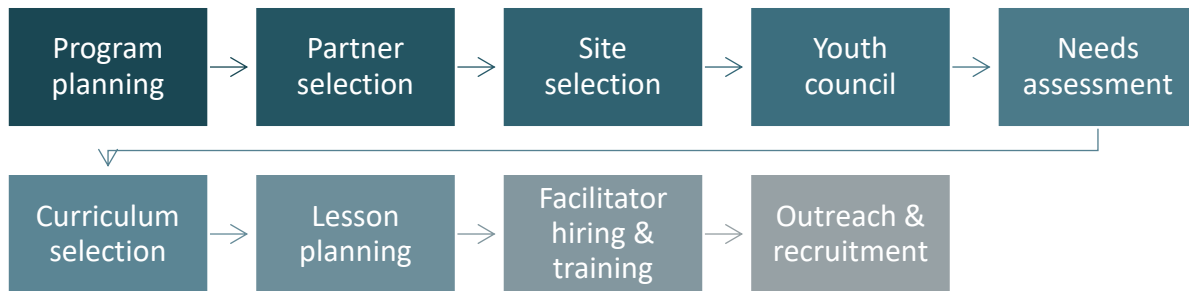 Program
planning
Partner
selection
Site
selection
Youth
council
Needs
assessment
Curriculum
selection
Lesson
planning
Facilitator
hiring &
training
Outreach &
recruitment